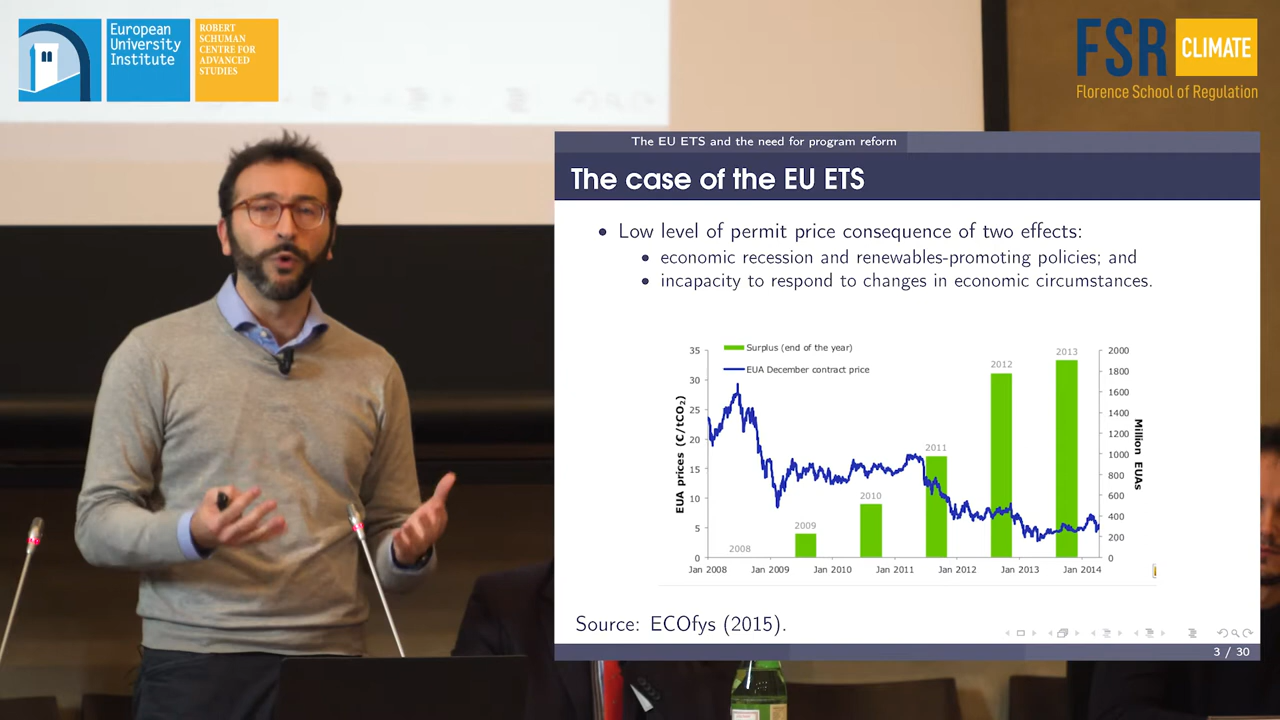 European
University
Institute
ROBERT
SCHUMAN
CENTRE FOR
ADVANCED
STUDIES
FSR CLIMATE
Florence School of Regulation
The EU ETS and the need for program reform
The case of the EU ETS
• Low level of permit price consequence of two effects:
• economic recession and renewables-promoting policies; and
• incapacity to respond to changes in economic circumstances.
Surplus (end of the year)
EUA December contract price
EUA prices (€/tCO₂)
35
30
25
20
15
10
5
0
2008
2009
2010
2011
2012
2013
2000
1800
1600
1400
1200
1000
800
600
400
200
0
Million EUAs
Jan 2008 Jan 2009 Jan 2010 Jan 2011 Jan 2012 Jan 2013 Jan 2014
Source: ECOfys (2015).
3 / 30